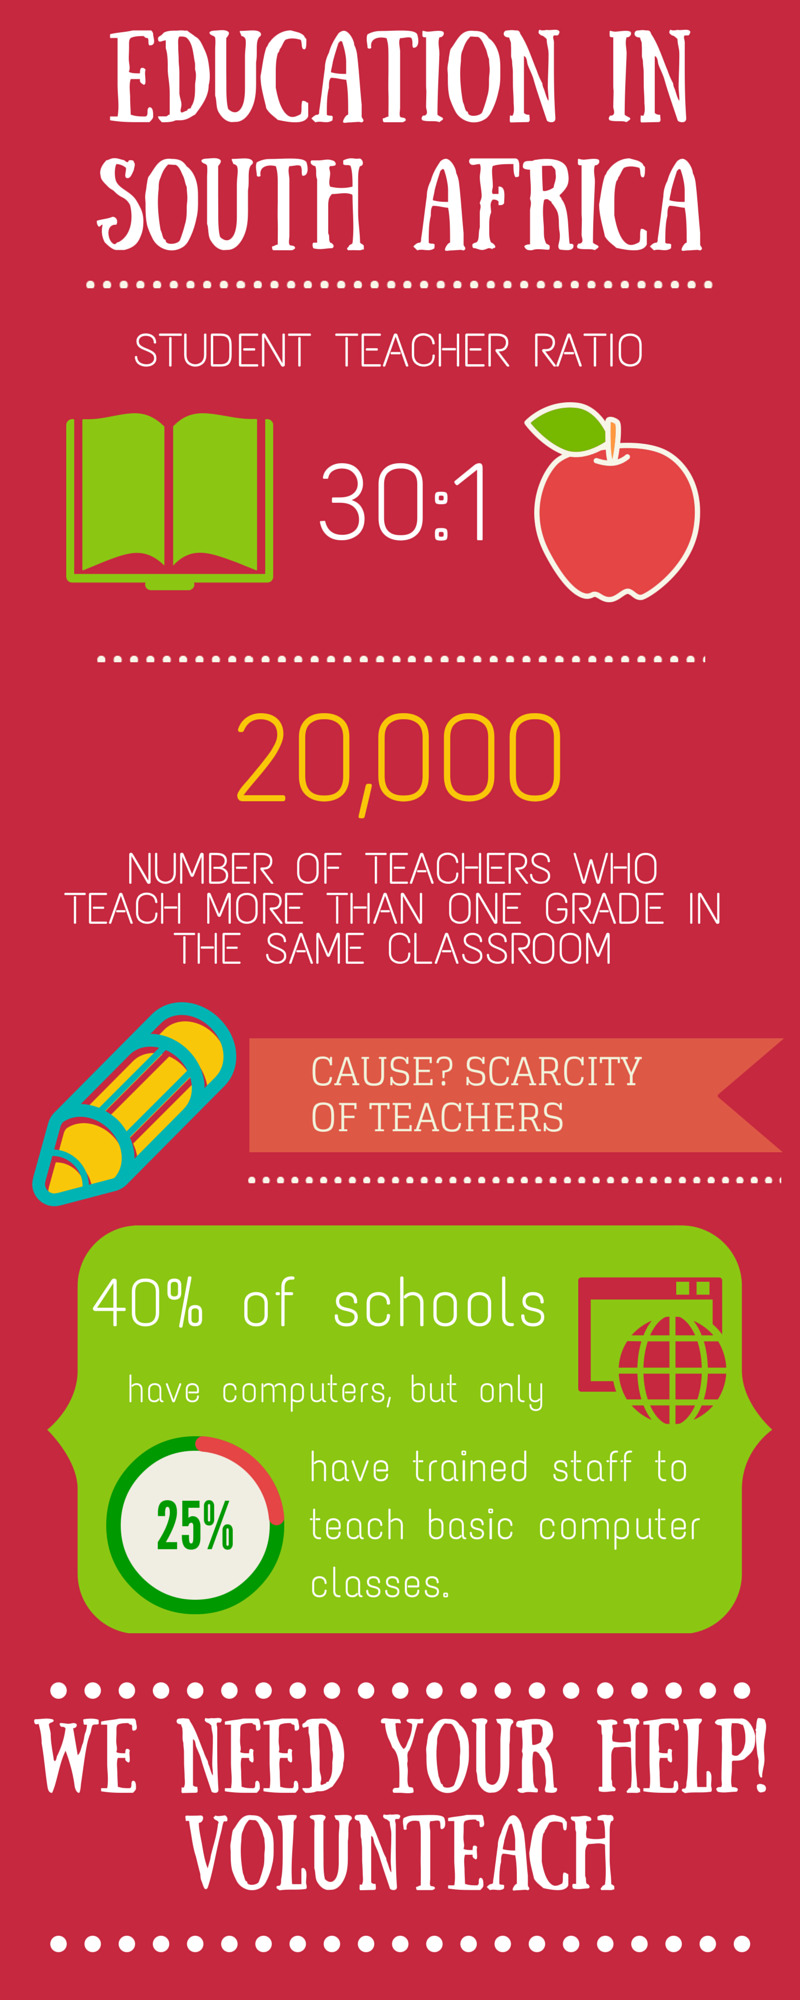 EDUCATION IN
SOUTH AFRICA
STUDENT TEACHER RATIO
30:1
20,000
NUMBER OF TEACHERS WHO
TEACH MORE THAN ONE GRADE IN
THE SAME CLASSROOM
CAUSE? SCARCITY
OF TEACHERS
40% of schools
have computers, but only
25%
have trained staff to
teach basic computer
classes.
WE NEED YOUR HELP!
VOLUNTEACH